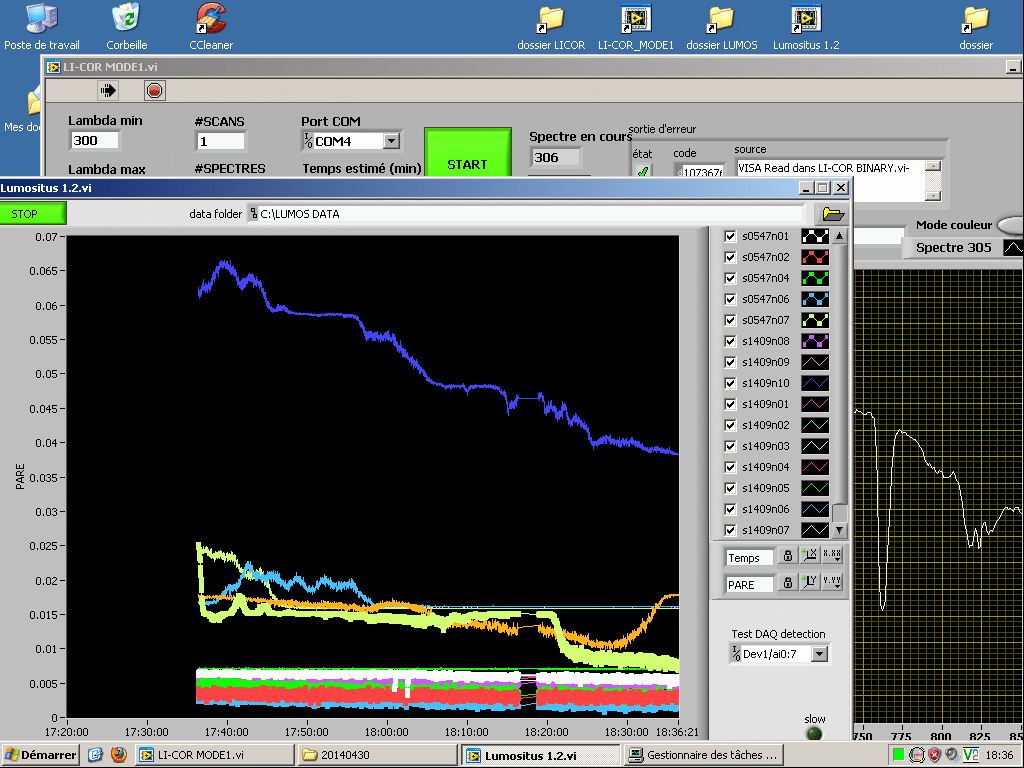 Poste de travail
Corbeille
CCleaner
dossier LICOR
LI-COR_MODE1
dossier LUMOS
Lumositus 1.2
dossier
Mes do
LI-COR MODE1.vi
Lambda min
300
Lambda max
#SCANS
1
#SPECTRES
Port COM
COM4
Temps estimé (min)
START
Spectre en cours
306
sortie d'erreur
état
code
107367
source
VISA Read dans LI-COR BINARY.vi-
Mode couleur
Spectre 305
Lumositus 1.2.vi
STOP
data folder
C:\LUMOS DATA
0.07
0.065
0.06
0.055
0.05
0.045
0.04
0.035
0.03
0.025
0.02
0.015
0.01
0.005
0
PARE
17:20:00
17:30:00
17:40:00
17:50:00
18:00:00
18:10:00
18:20:00
18:30:00
18:36:21
s0547n01
s0547n02
s0547n04
s0547n06
s0547n07
s1409n08
s1409n09
s1409n10
s1409n01
s1409n02
s1409n03
s1409n04
s1409n05
s1409n06
s1409n07
Temps
X
X.XX
PARE
Y
Y.YY
Test DAQ detection
Dev1/ai0:7
slow
750
775
800
825
85
Démarrer
LI-COR MODE1.vi
20140430
Lumositus 1.2.vi
Gestionnaire des tâches ...
V2
18:36